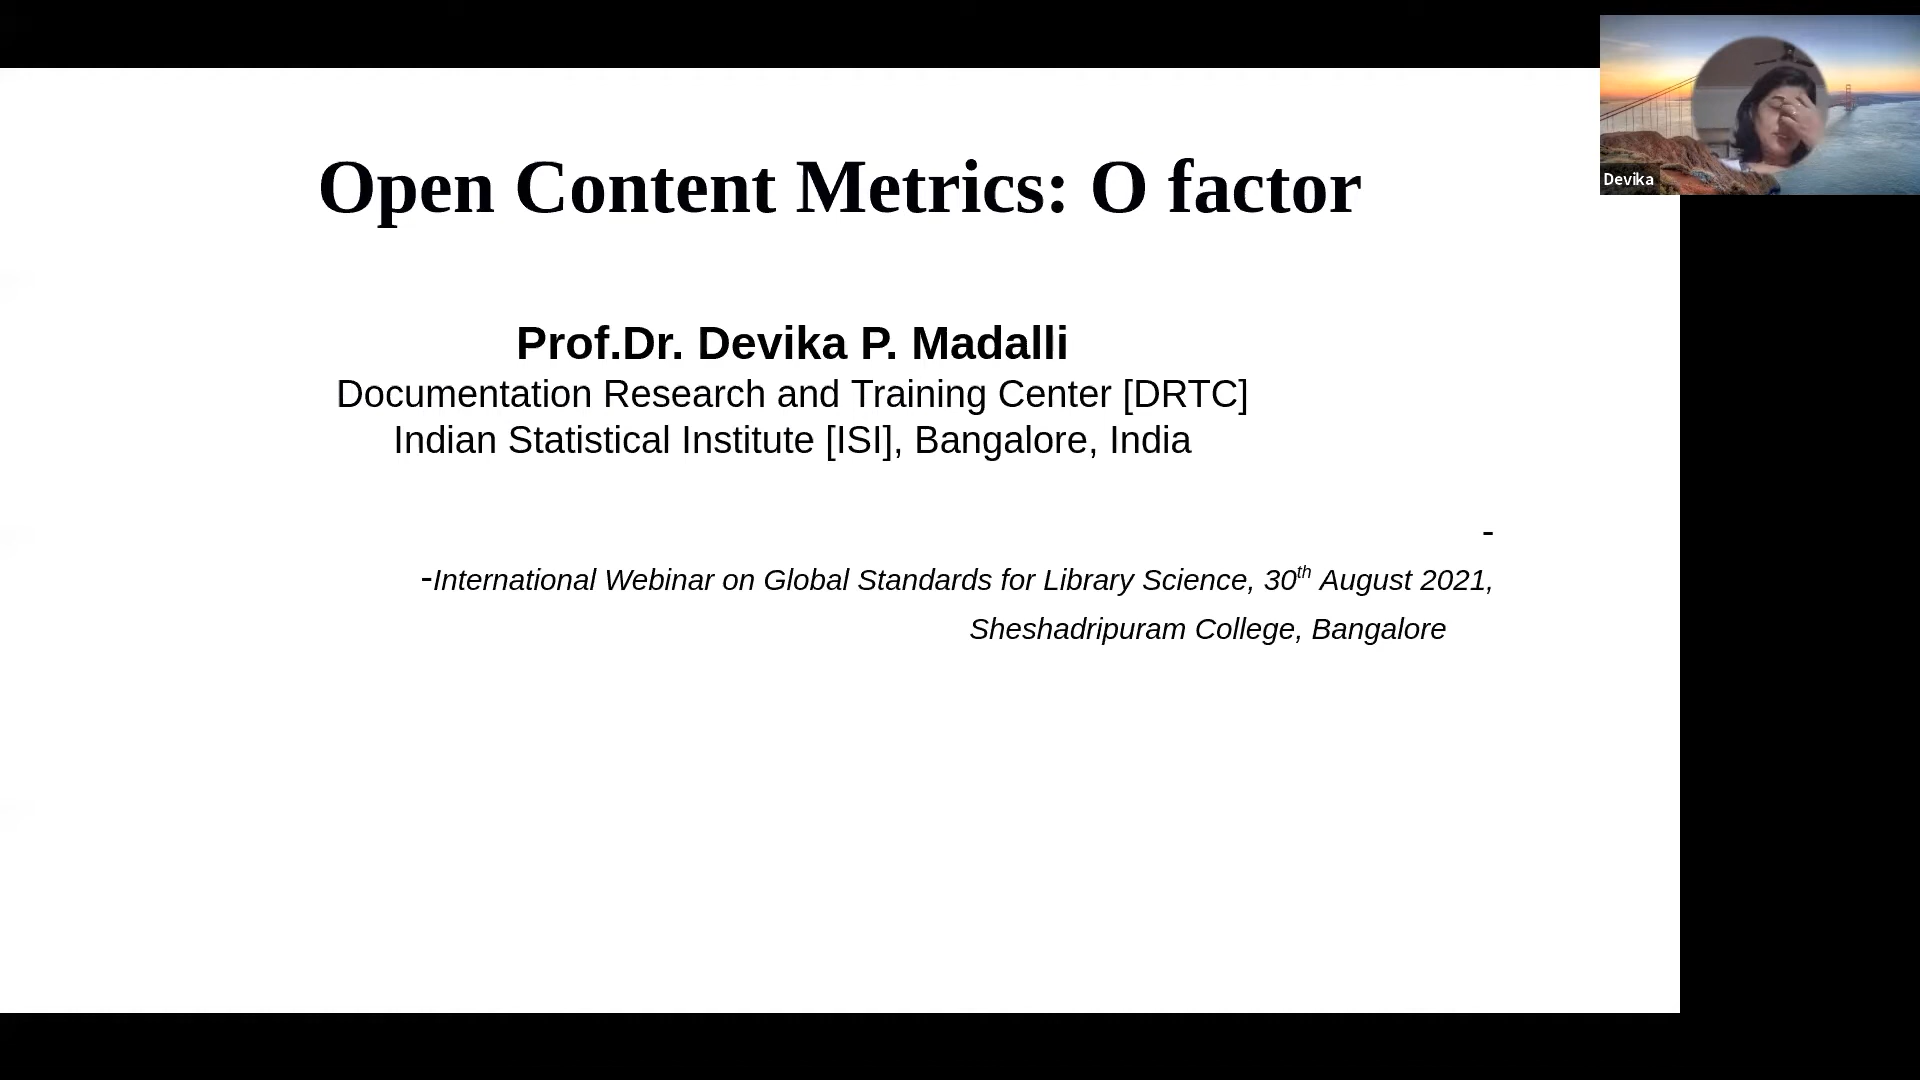 Open Content Metrics: O factor
Prof.Dr. Devika P. Madalli
Documentation Research and Training Center [DRTC]
Indian Statistical Institute [ISI], Bangalore, India
-
-International Webinar on Global Standards for Library Science, 30th August 2021,
Sheshadripuram College, Bangalore
Devika